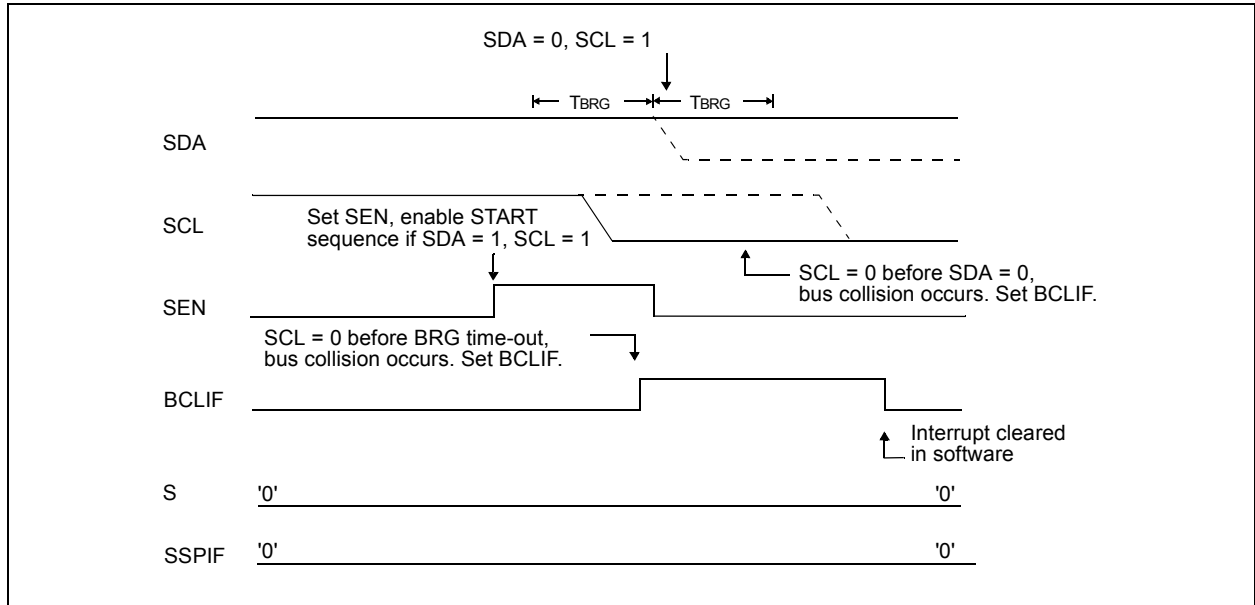 SDA = 0, SCL = 1
TBRG TBRG
SDA
SCL
Set SEN, enable START
sequence if SDA = 1, SCL = 1
SCL = 0 before SDA = 0,
bus collision occurs. Set BCLIF.
SEN
SCL = 0 before BRG time-out,
bus collision occurs. Set BCLIF.
BCLIF
Interrupt cleared
in software
S '0' '0'
SSPIF '0' '0'